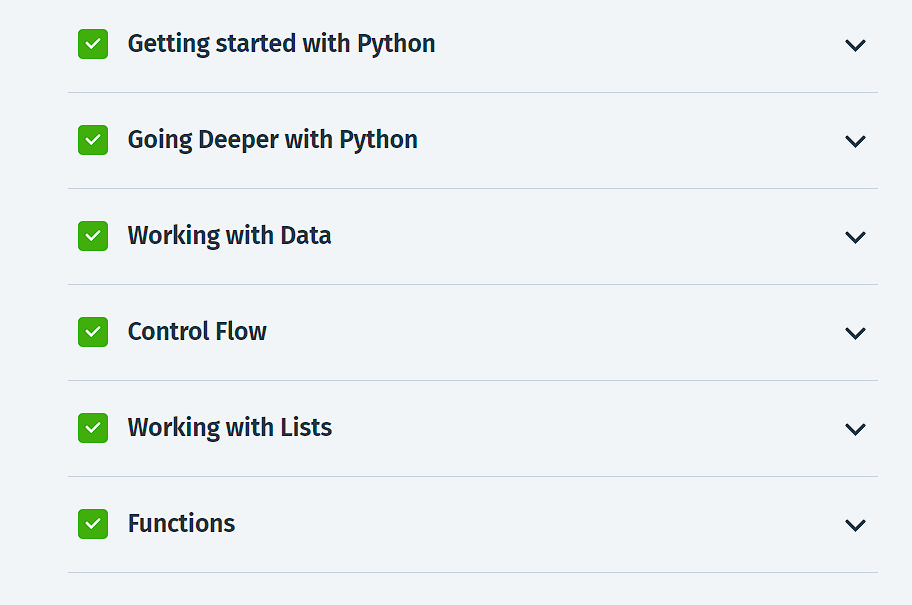 Getting started with Python
Going Deeper with Python
Working with Data
Control Flow
Working with Lists
Functions